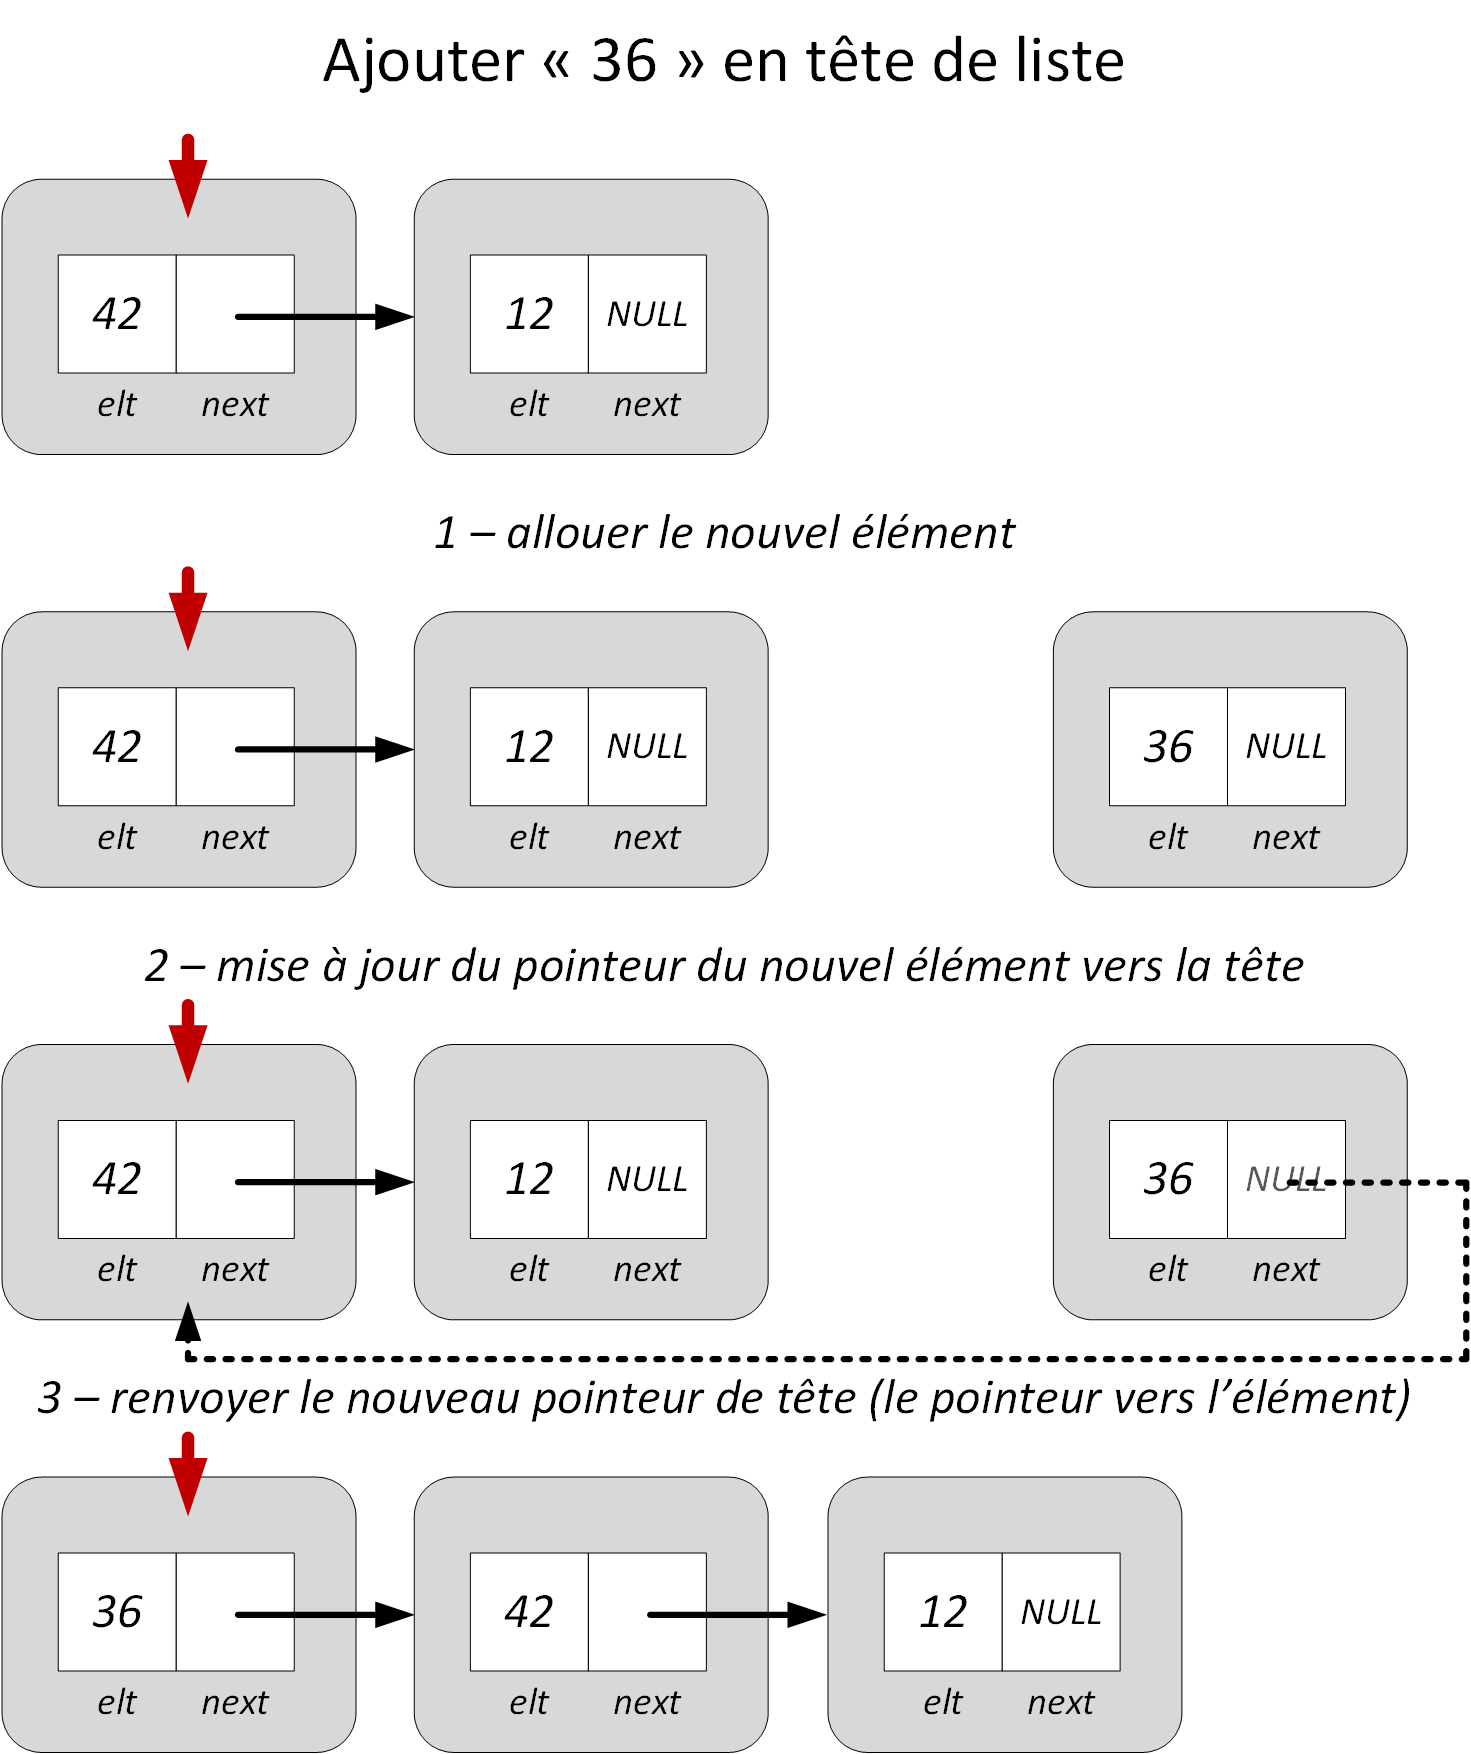 Ajouter « 36 » en tête de liste
42 12 NULL
elt next elt next
1 – allouer le nouvel élément
42 12 NULL 36 NULL
elt next elt next elt next
2 – mise à jour du pointeur du nouvel élément vers la tête
42 12 NULL 36 NULL
elt next elt next elt next
3 – renvoyer le nouveau pointeur de tête (le pointeur vers l’élément)
36 42 12 NULL
elt next elt next elt next